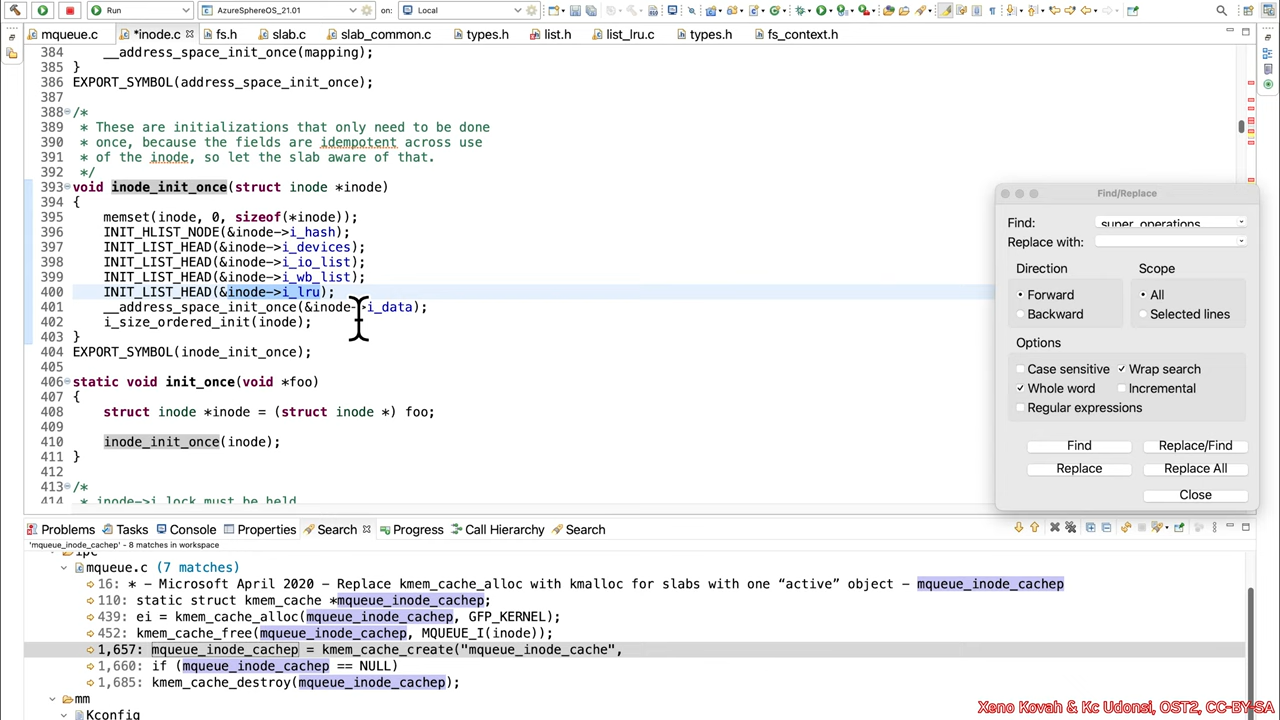 Run
AzureSphereOS_21.01
on:
Local
mqueue.c
*inode.c
fs.h
slab.c
slab_common.c
types.h
list.h
list_lru.c
types.h
fs_context.h
384 __address_space_init_once(mapping);
385 }
386 EXPORT_SYMBOL(address_space_init_once);
387
388 /*
389 * These are initializations that only need to be done
390 * once, because the fields are idempotent across use
391 * of the inode, so let the slab aware of that.
392 */
393 void inode_init_once(struct inode *inode)
394 {
395 memset(inode, 0, sizeof(*inode));
396 INIT_HLIST_NODE(&inode->i_hash);
397 INIT_LIST_HEAD(&inode->i_devices);
398 INIT_LIST_HEAD(&inode->i_io_list);
399 INIT_LIST_HEAD(&inode->i_wb_list);
400 INIT_LIST_HEAD(&inode->i_lru);
401 __address_space_init_once(&inode->i_data);
402 i_size_ordered_init(inode);
403 }
404 EXPORT_SYMBOL(inode_init_once);
405
406 static void init_once(void *foo)
407 {
408 struct inode *inode = (struct inode *) foo;
409
410 inode_init_once(inode);
411 }
412
413 /*
414 * inode->i_lock must be held
Find/Replace
Find: super_operations
Replace with:
Direction
Scope
Forward
All
Backward
Selected lines
Options
Case sensitive
Wrap search
Whole word
Incremental
Regular expressions
Find
Replace/Find
Replace
Replace All
Close
Problems
Tasks
Console
Properties
Search
Progress
Call Hierarchy
Search
'mqueue_inode_cachep' - 8 matches in workspace
ipc
mqueue.c (7 matches)
16: * - Microsoft April 2020 - Replace kmem_cache_alloc with kmalloc for slabs with one “active” object - mqueue_inode_cachep
110: static struct kmem_cache *mqueue_inode_cachep;
439: ei = kmem_cache_alloc(mqueue_inode_cachep, GFP_KERNEL);
452: kmem_cache_free(mqueue_inode_cachep, MQUEUE_I(inode));
1,657: mqueue_inode_cachep = kmem_cache_create("mqueue_inode_cache",
1,660: if (mqueue_inode_cachep == NULL)
1,685: kmem_cache_destroy(mqueue_inode_cachep);
mm
Kconfig
Xeno Kovah & Kc Udonsi, OST2, CC-BY-SA